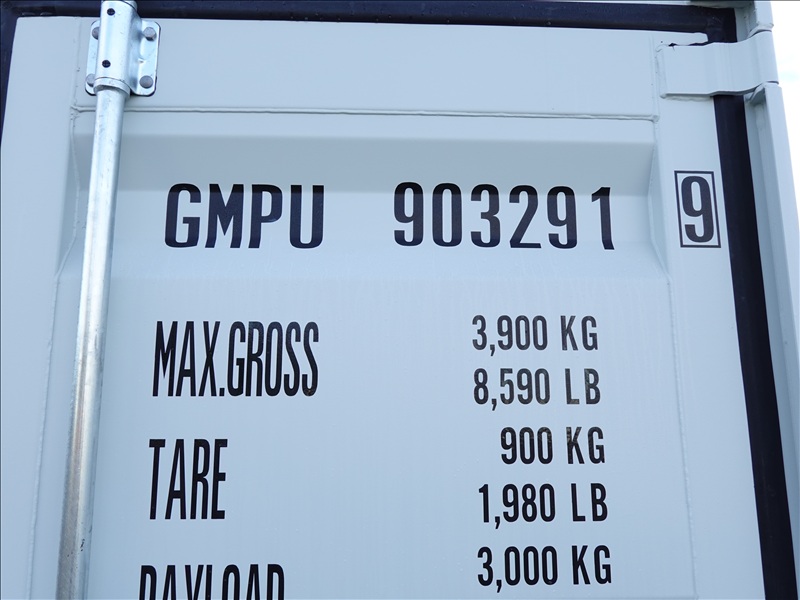 GMPU 903291 9
MAX.GROSS 3,900 KG
8,590 LB
TARE 900 KG
1,980 LB
PAYLOAD 3,000 KG